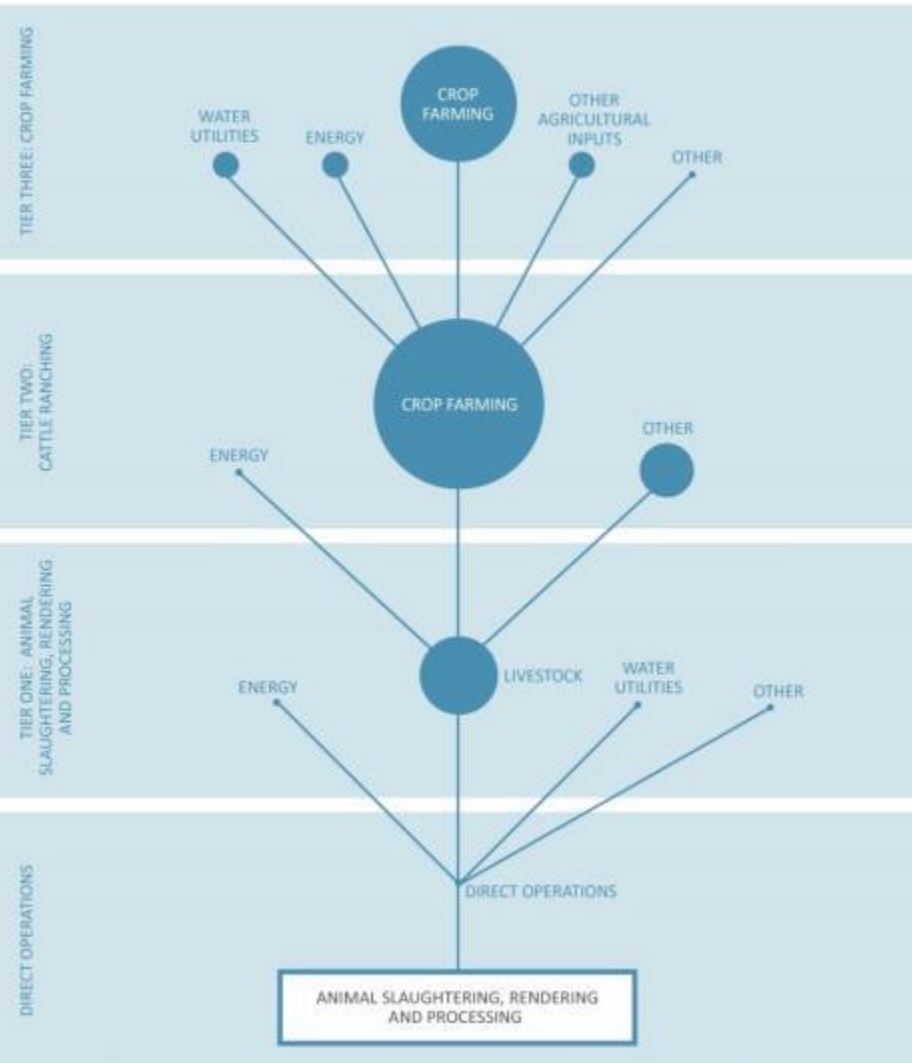 TIER THREE: CROP FARMING
CROP
FARMING
WATER
UTILITIES
ENERGY
OTHER
AGRICULTURAL
INPUTS
OTHER
TIER TWO:
CATTLE RANCHING
CROP FARMING
ENERGY
OTHER
TIER ONE: ANIMAL
SLAUGHTERING, RENDERING
AND PROCESSING
ENERGY
LIVESTOCK
WATER
UTILITIES
OTHER
DIRECT OPERATIONS
DIRECT OPERATIONS
ANIMAL SLAUGHTERING, RENDERING
AND PROCESSING